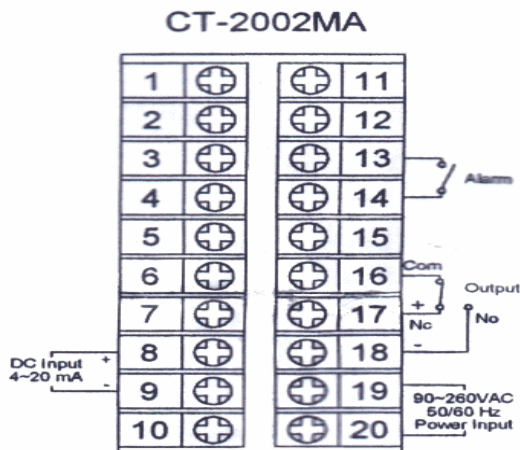 CT-2002MA
1 11
2 12
3 13
4 14
Alarm
5 15
6 16
Com
7 17
+
Nc
Output
No
8 18
-
DC Input
4~20 mA
+
-
9 19
10 20
90~260VAC
50/60 Hz
Power Input